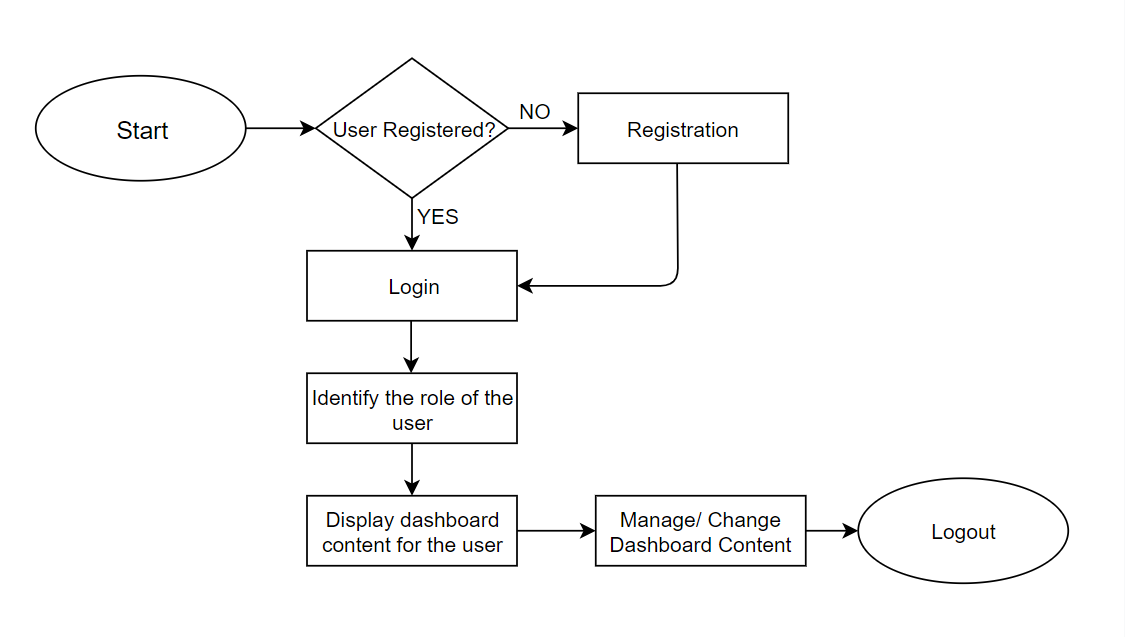 Start
User Registered?
NO
Registration
YES
Login
Identify the role of the
user
Display dashboard
content for the user
Manage/ Change
Dashboard Content
Logout